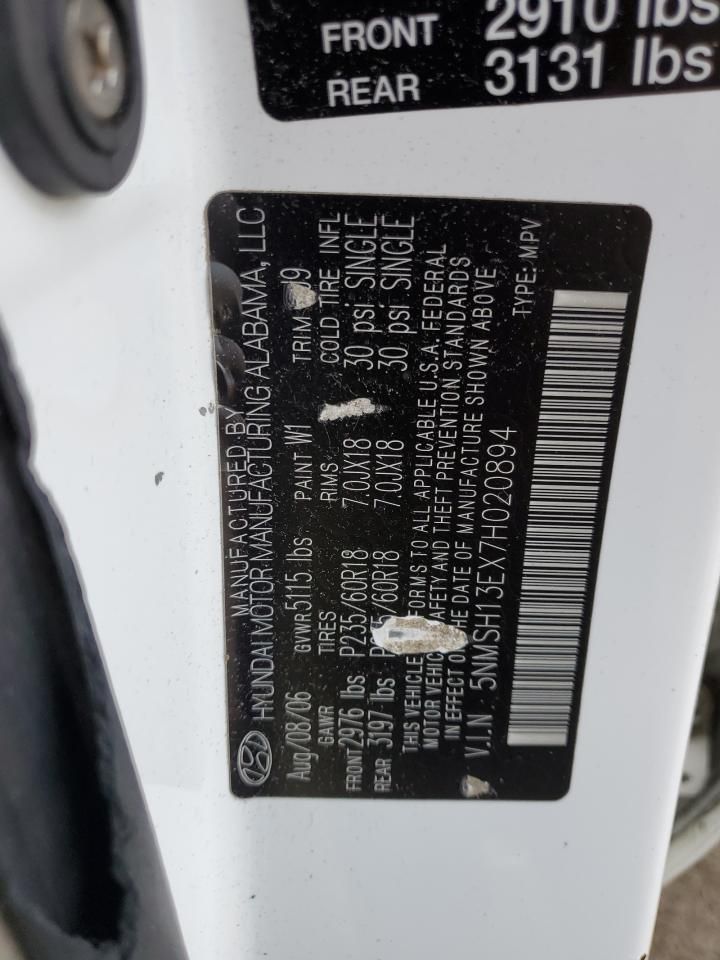 FRONT 2910 lbs
REAR 3131 lbs
MANUFACTURED BY
HYUNDAI MOTOR MANUFACTURING ALABAMA, LLC
Aug/08/06 GVWR 5115 lbs PAINT W1 TRIM
GAWR TIRES RIMS COLD TIRE INFL
FRONT 2976 lbs P235/60R18 7.0JX18 30 psi SINGLE
REAR 3197 lbs /60R18 7.0JX18 30 psi SINGLE
THIS VEHICLE FORMS TO ALL APPLICABLE U.S.A. FEDERAL
MOTOR VEHIC SAFETY AND THEFT PREVENTION STANDARDS
IN EFFECT ON THE DATE OF MANUFACTURE SHOWN ABOVE
V.I.N : 5NMSH13EX7H020894 TYPE: MPV